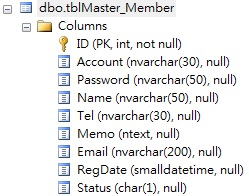 dbo.tblMaster_Member
Columns
ID (PK, int, not null)
Account (nvarchar(30), null)
Password (nvarchar(50), null)
Name (nvarchar(50), null)
Tel (nvarchar(30), null)
Memo (ntext, null)
Email (nvarchar(200), null)
RegDate (smalldatetime, null)
Status (char(1), null)